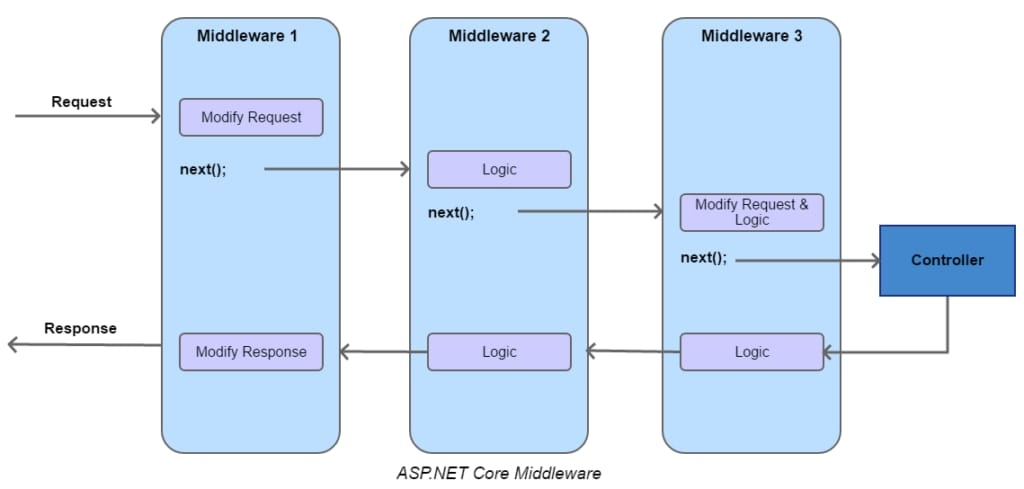 Middleware 1
Middleware 2
Middleware 3
Request
Modify Request
next();
Logic
next();
Modify Request &
Logic
next();
Controller
Response
Modify Response
Logic
Logic
ASP.NET Core Middleware